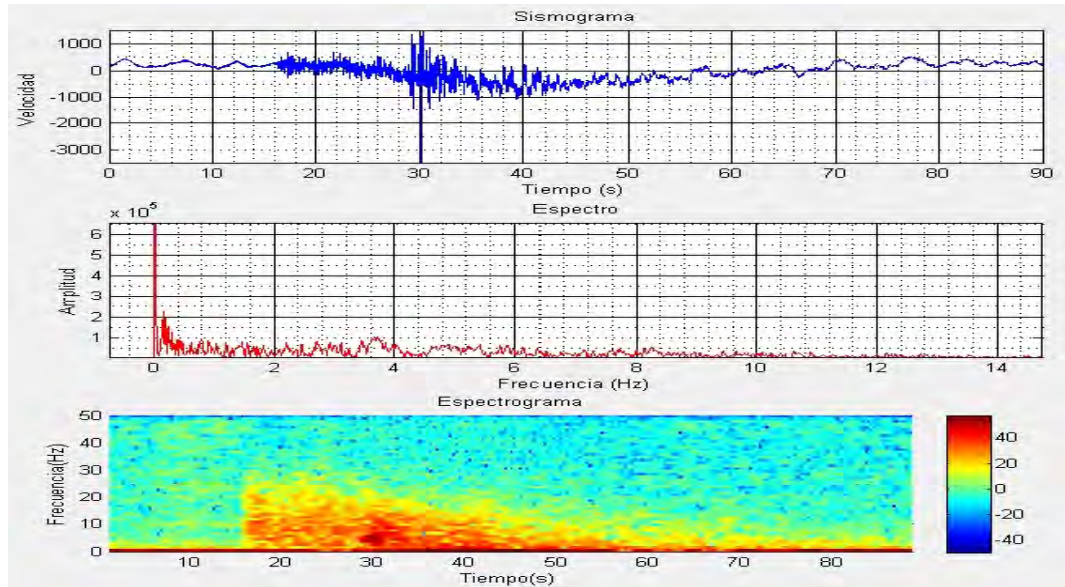 Sismograma
1000
0
-1000
-2000
-3000
Velocidad
0 10 20 30 40 50 60 70 80 90
Tiempo (s)
x 10⁵
Espectro
6
5
4
3
2
1
Amplitud
0 2 4 6 8 10 12 14
Frecuencia (Hz)
Espectrograma
50
40
30
20
10
0
Frecuencia(Hz)
10 20 30 40 50 60 70 80
Tiempo(s)
40
20
0
-20
-40